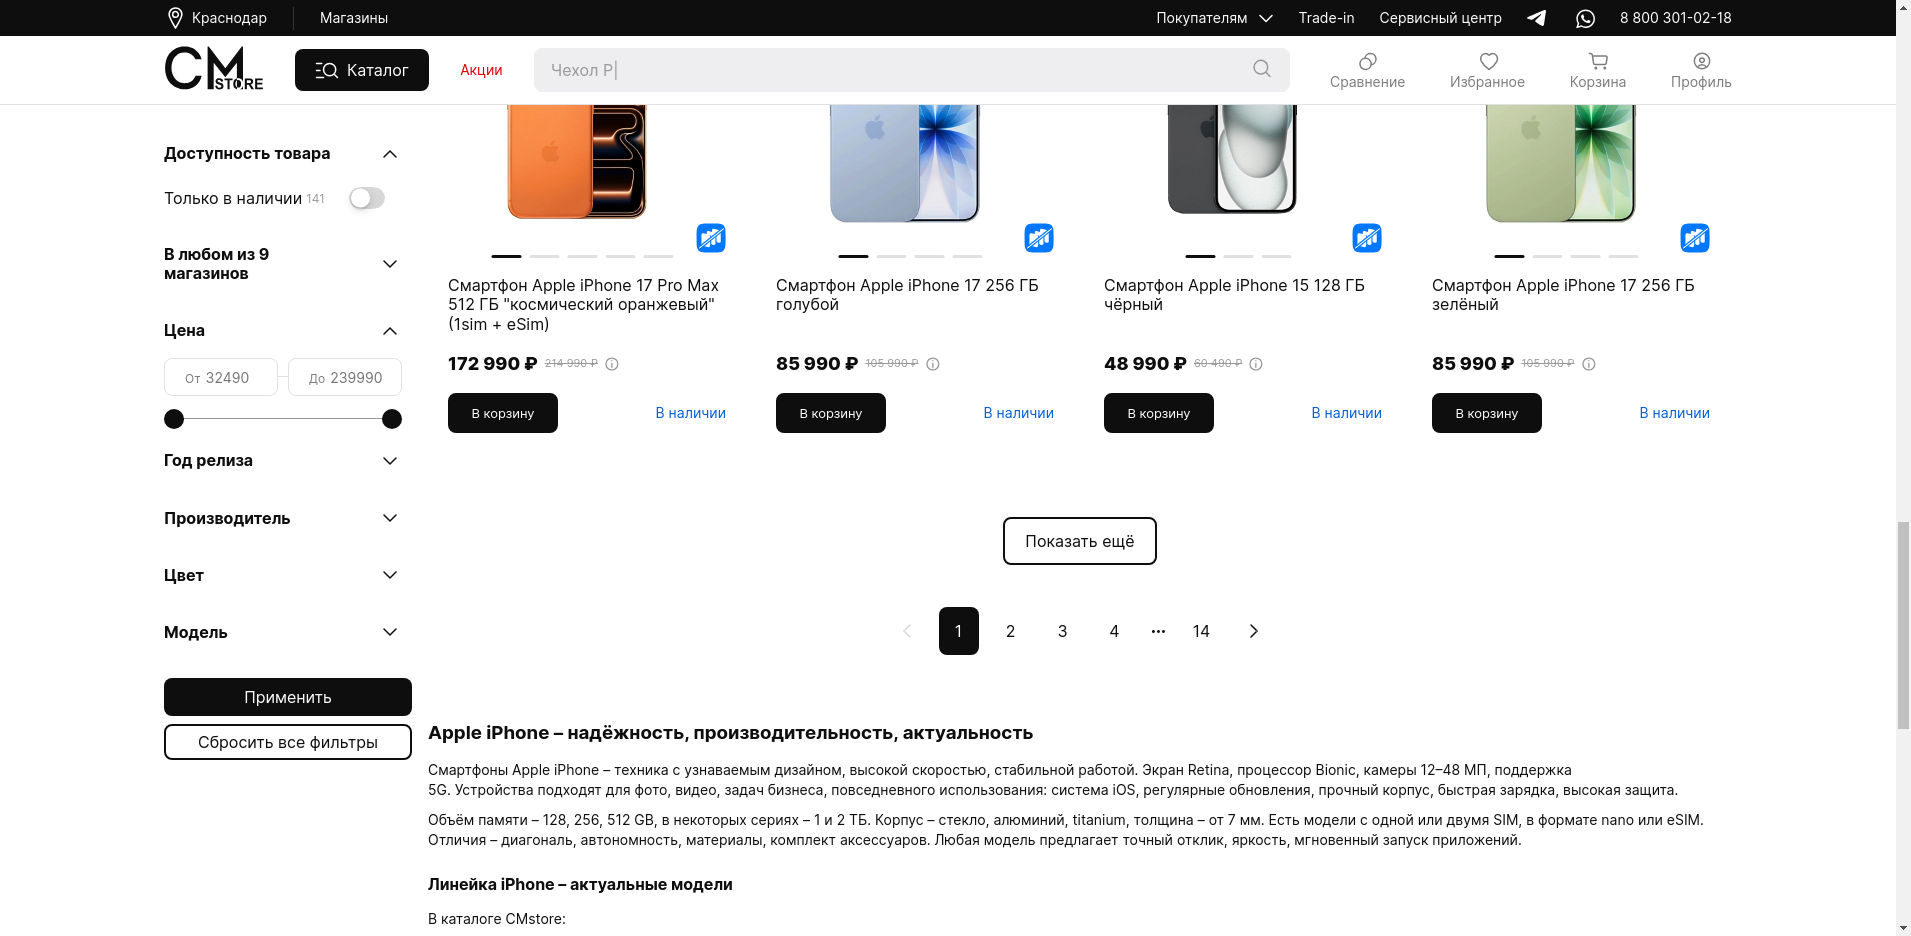 Краснодар
Магазины
Покупателям
Trade-in
Сервисный центр
8 800 301-02-18
CM STORE
Каталог
Акции
Чехол P|
Сравнение
Избранное
Корзина
Профиль
Доступность товара
Только в наличии 141
В любом из 9
магазинов
Цена
От 32490
До 239990
Год релиза
Производитель
Цвет
Модель
Применить
Сбросить все фильтры
Смартфон Apple iPhone 17 Pro Max
512 ГБ "космический оранжевый"
(1sim + eSim)
172 990 ₽ 214 990 ₽
В корзину
В наличии
Смартфон Apple iPhone 17 256 ГБ
голубой
85 990 ₽ 105 990 ₽
В корзину
В наличии
Смартфон Apple iPhone 15 128 ГБ
чёрный
48 990 ₽ 60 490 ₽
В корзину
В наличии
Смартфон Apple iPhone 17 256 ГБ
зелёный
85 990 ₽ 105 990 ₽
В корзину
В наличии
Показать ещё
1 2 3 4 ··· 14
Apple iPhone – надёжность, производительность, актуальность
Смартфоны Apple iPhone – техника с узнаваемым дизайном, высокой скоростью, стабильной работой. Экран Retina, процессор Bionic, камеры 12–48 МП, поддержка
5G. Устройства подходят для фото, видео, задач бизнеса, повседневного использования: система iOS, регулярные обновления, прочный корпус, быстрая зарядка, высокая защита.
Объём памяти – 128, 256, 512 GB, в некоторых сериях – 1 и 2 ТБ. Корпус – стекло, алюминий, titanium, толщина – от 7 мм. Есть модели с одной или двумя SIM, в формате nano или eSIM.
Отличия – диагональ, автономность, материалы, комплект аксессуаров. Любая модель предлагает точный отклик, яркость, мгновенный запуск приложений.
Линейка iPhone – актуальные модели
В каталоге CMstore: